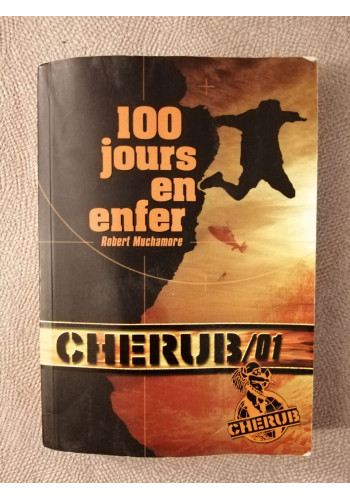 100
jours
en
enfer
Robert Muchamore
CHERUB/01
CHERUB